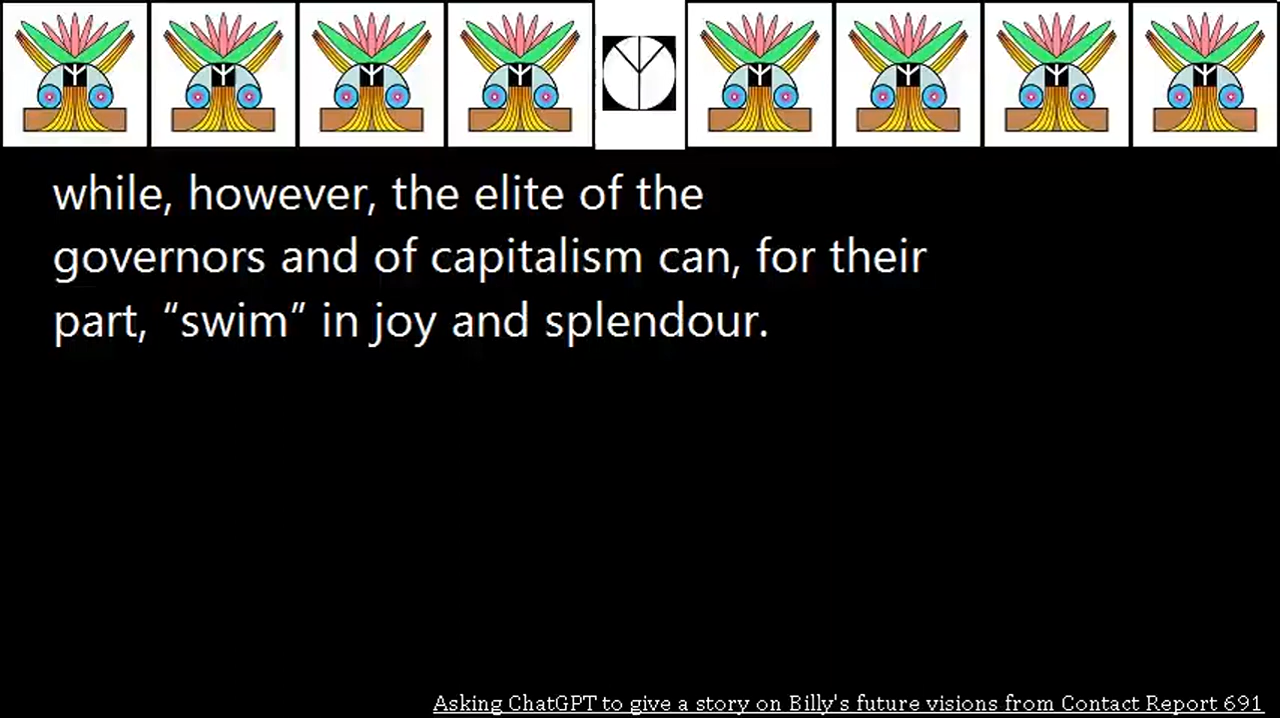 while, however, the elite of the
governors and of capitalism can, for their
part, “swim” in joy and splendour.
Asking ChatGPT to give a story on Billy's future visions from Contact Report 691